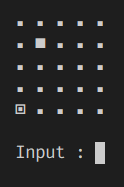 ▪ ▪ ▪ ▪ ▪
▪ ■ ▪ ▪ ▪
▪ ▪ ▪ ▪ ▪
▪ ▪ ▪ ▪ ▪
▣ ▪ ▪ ▪ ▪
Input :